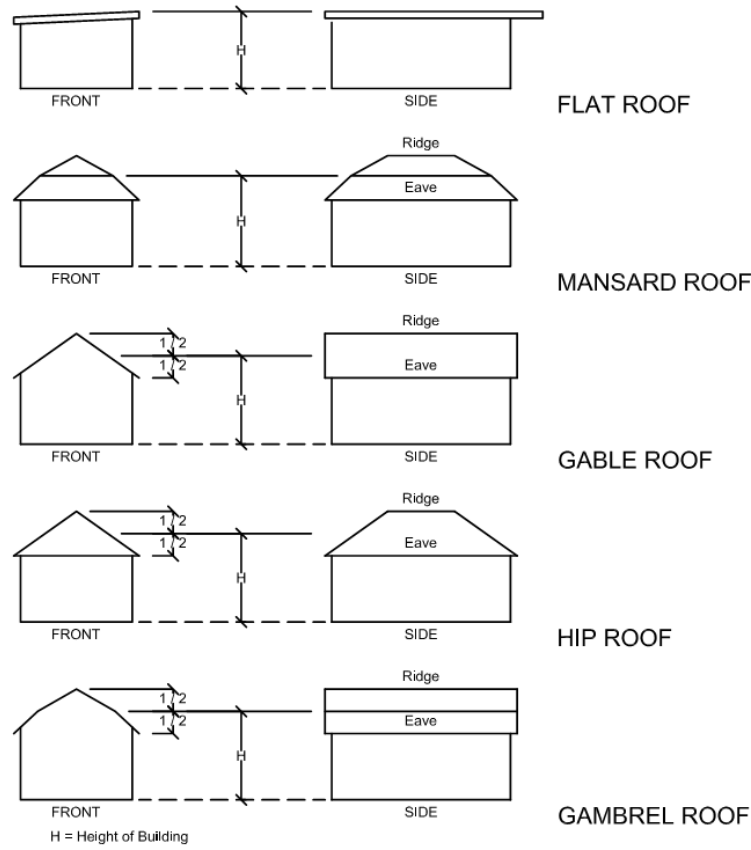 H
FRONT
SIDE
FLAT ROOF
Ridge
Eave
H
FRONT
SIDE
MANSARD ROOF
Ridge
1/2
1/2
Eave
H
FRONT
SIDE
GABLE ROOF
Ridge
1/2
1/2
Eave
H
FRONT
SIDE
HIP ROOF
Ridge
1/2
1/2
Eave
H
FRONT
SIDE
GAMBREL ROOF
H = Height of Building